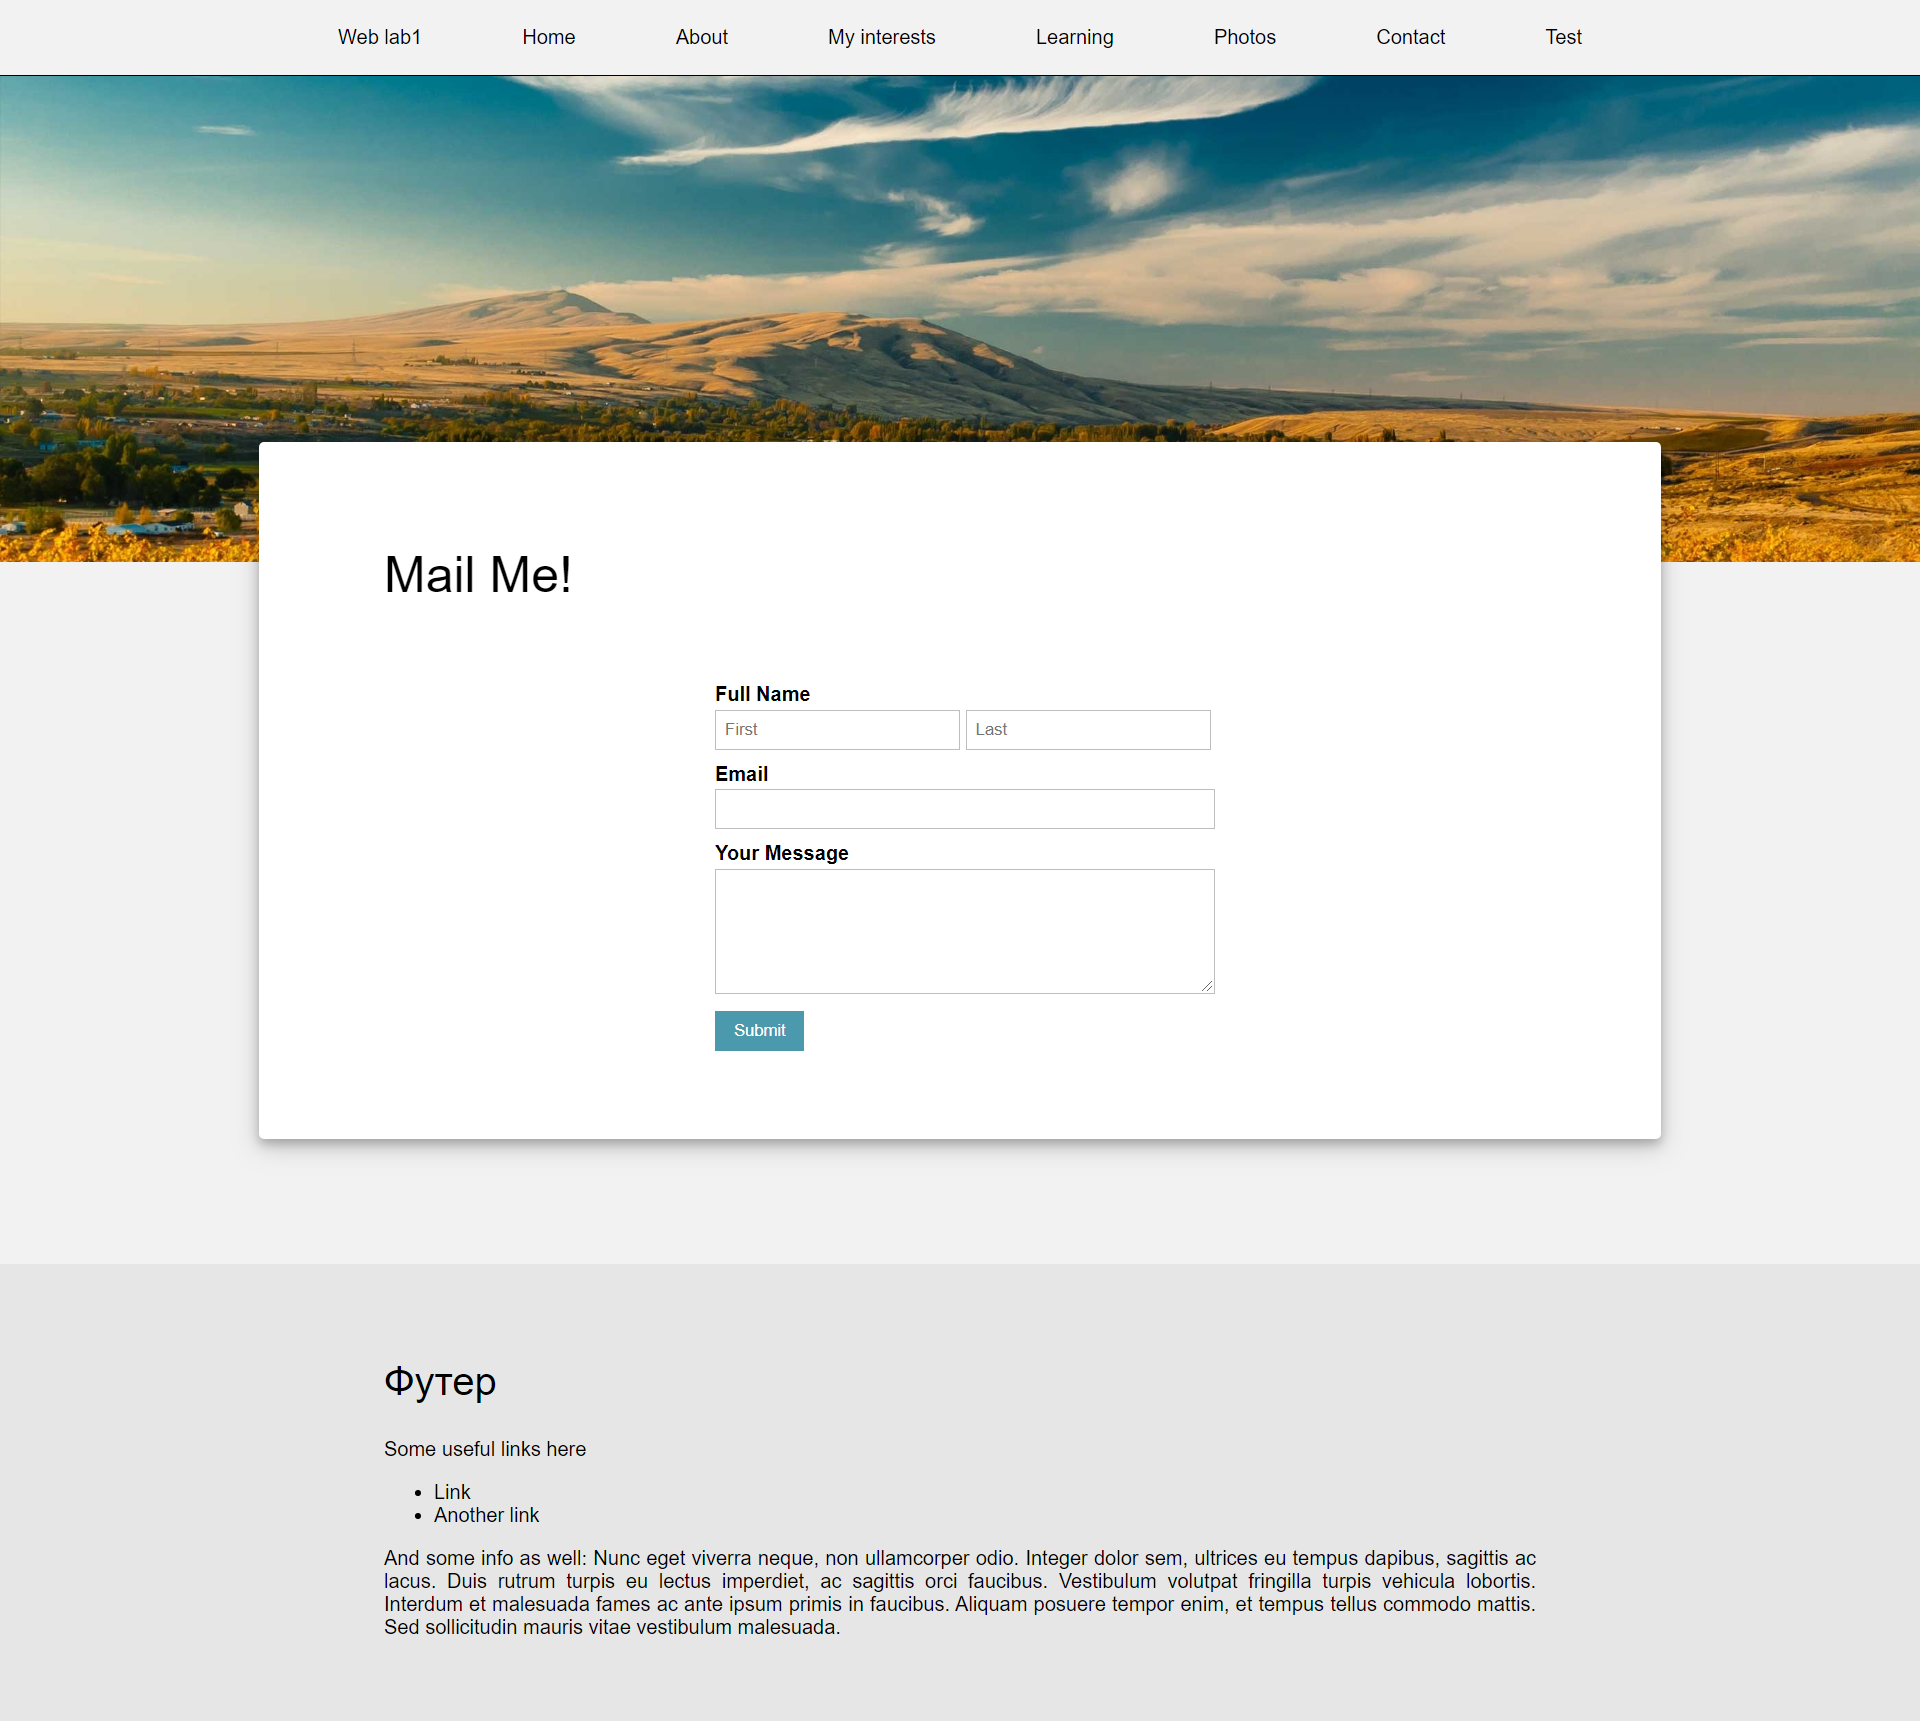 Web lab1 Home About My interests Learning Photos Contact Test
Mail Me!
Full Name
First Last
Email
Your Message
Submit
Футер
Some useful links here
Link
Another link
And some info as well: Nunc eget viverra neque, non ullamcorper odio. Integer dolor sem, ultrices eu tempus dapibus, sagittis ac
lacus. Duis rutrum turpis eu lectus imperdiet, ac sagittis orci faucibus. Vestibulum volutpat fringilla turpis vehicula lobortis.
Interdum et malesuada fames ac ante ipsum primis in faucibus. Aliquam posuere tempor enim, et tempus tellus commodo mattis.
Sed sollicitudin mauris vitae vestibulum malesuada.